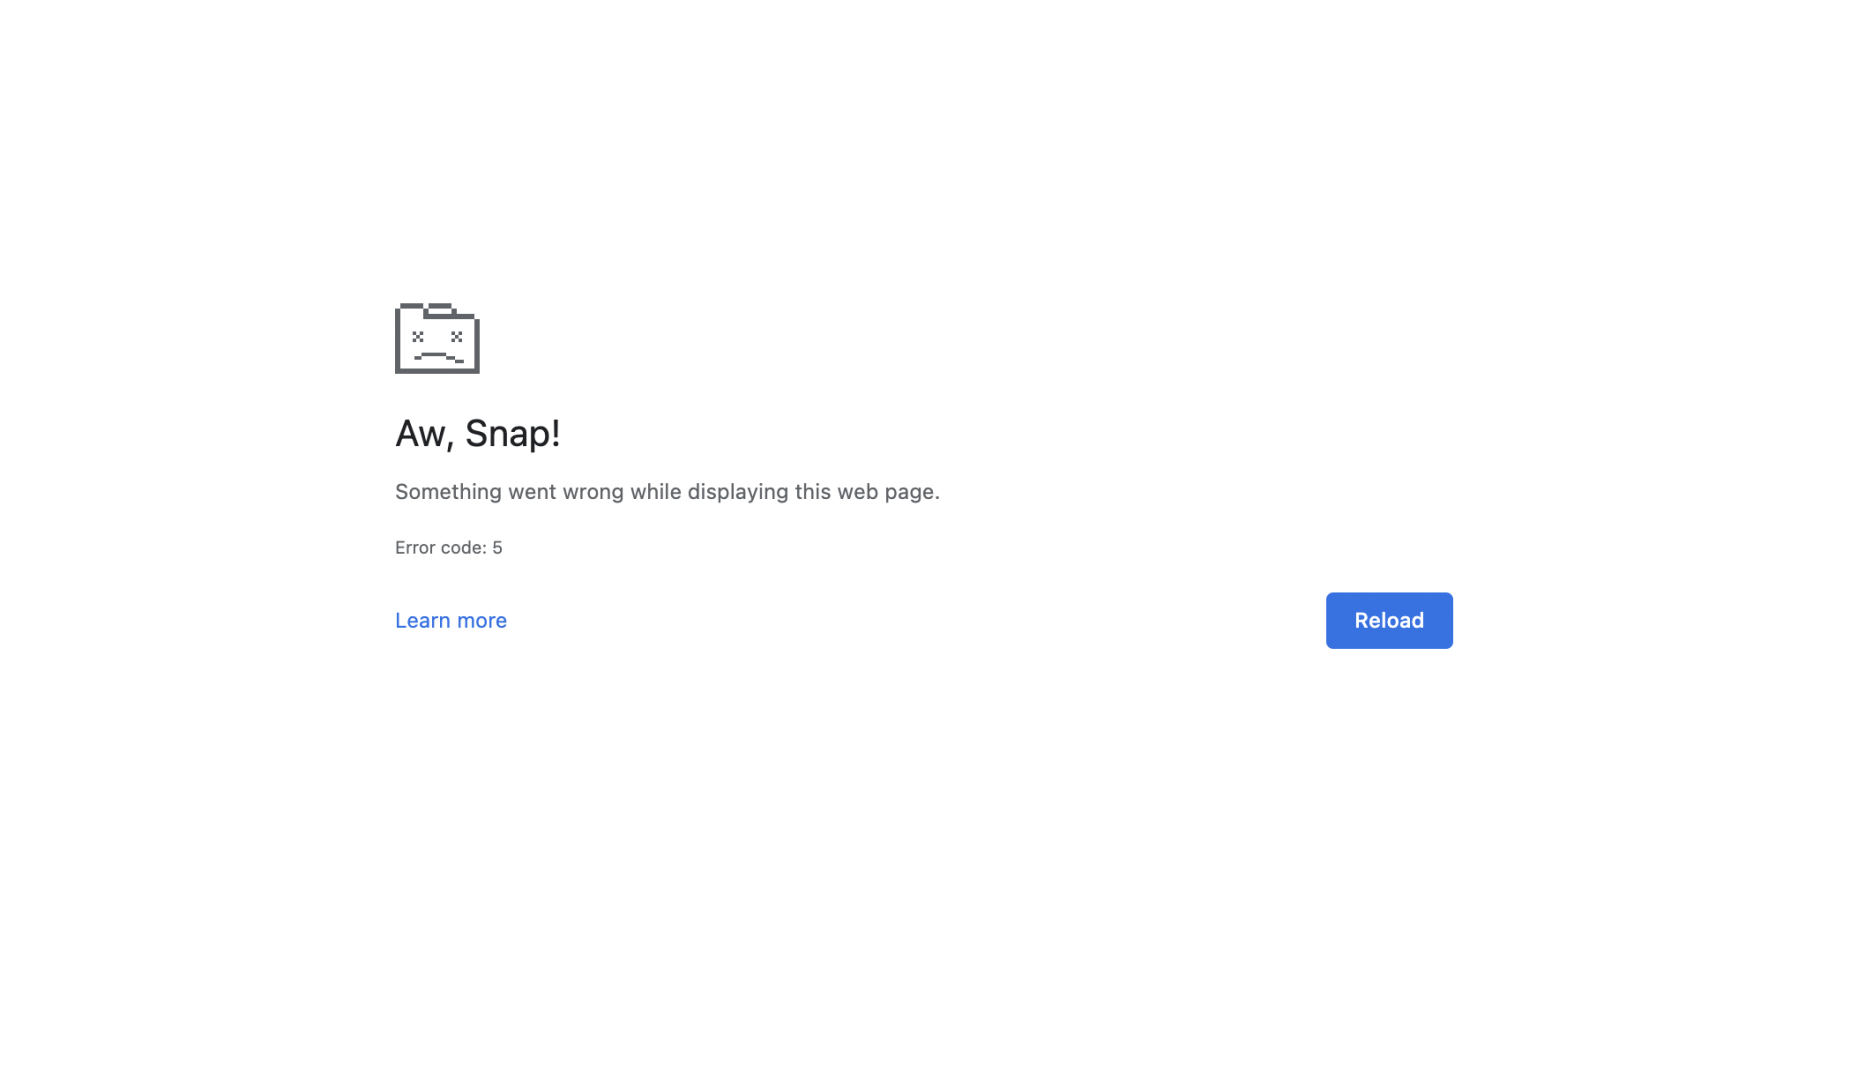 Aw, Snap!
Something went wrong while displaying this web page.
Error code: 5
Learn more
Reload